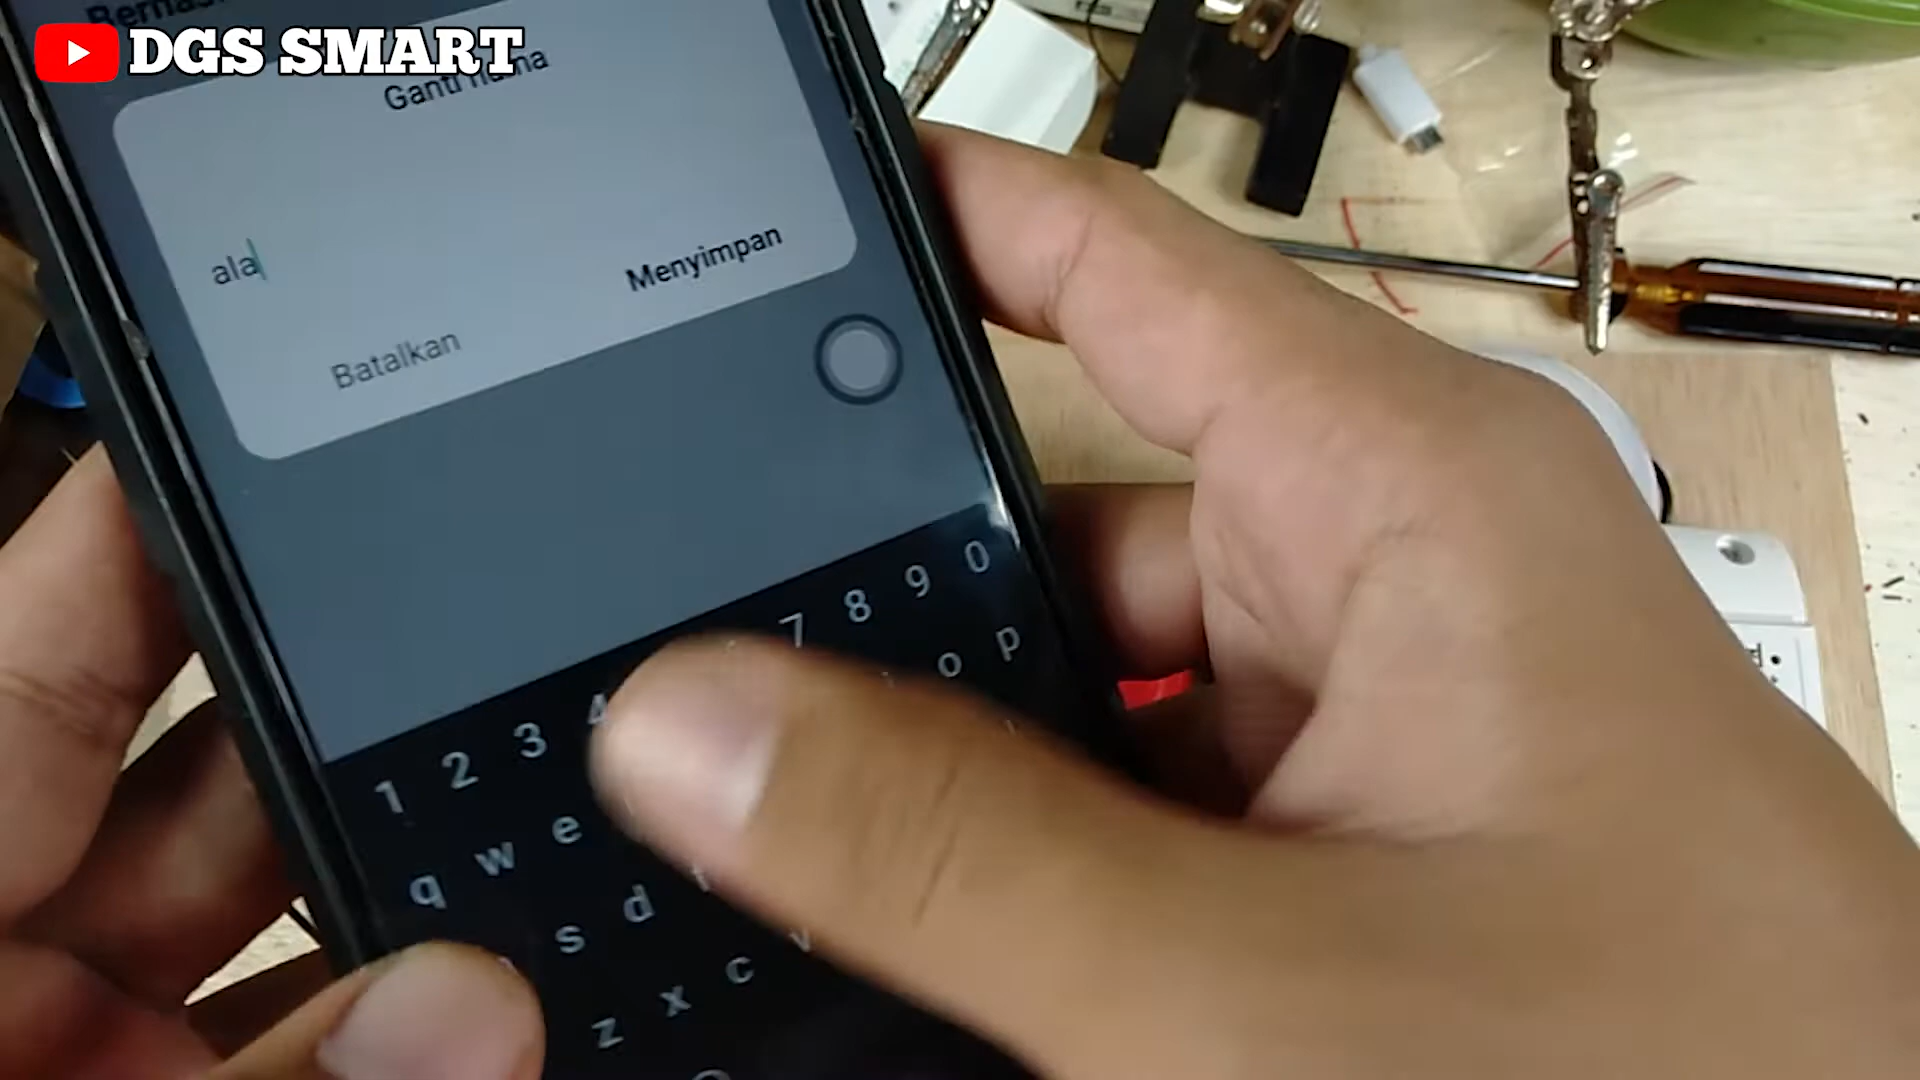 DGS SMART
Ganti nama
ala
Menyimpan
Batalkan
1 2 3 4 7 8 9 0
q w e o p
s d
z x c v